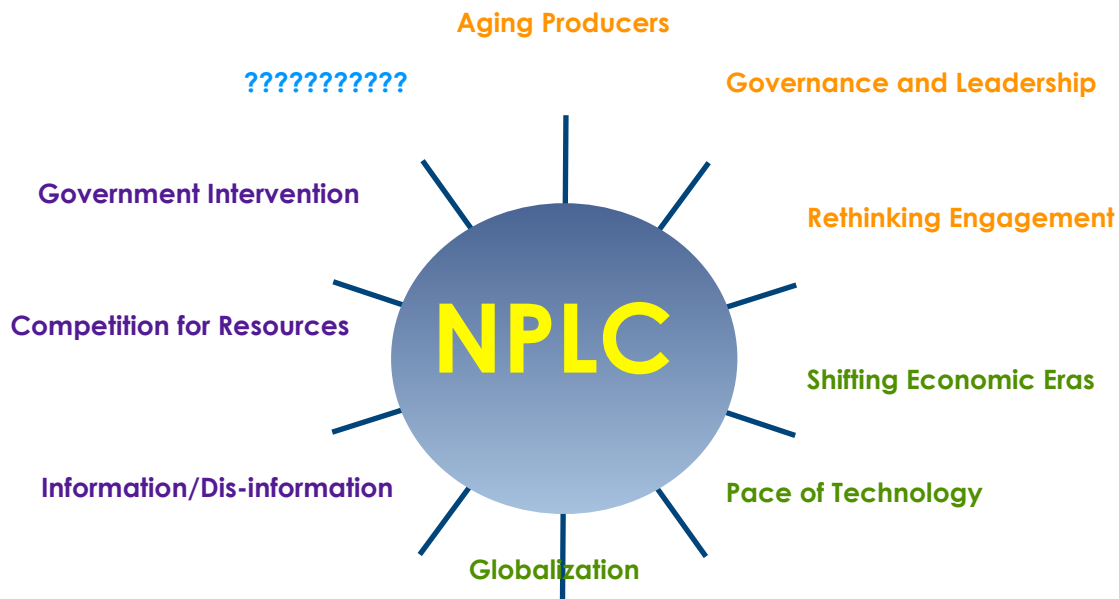 Aging Producers
???????????
Governance and Leadership
Government Intervention
Rethinking Engagement
NPLC
Competition for Resources
Shifting Economic Eras
Information/Dis-information
Pace of Technology
Globalization